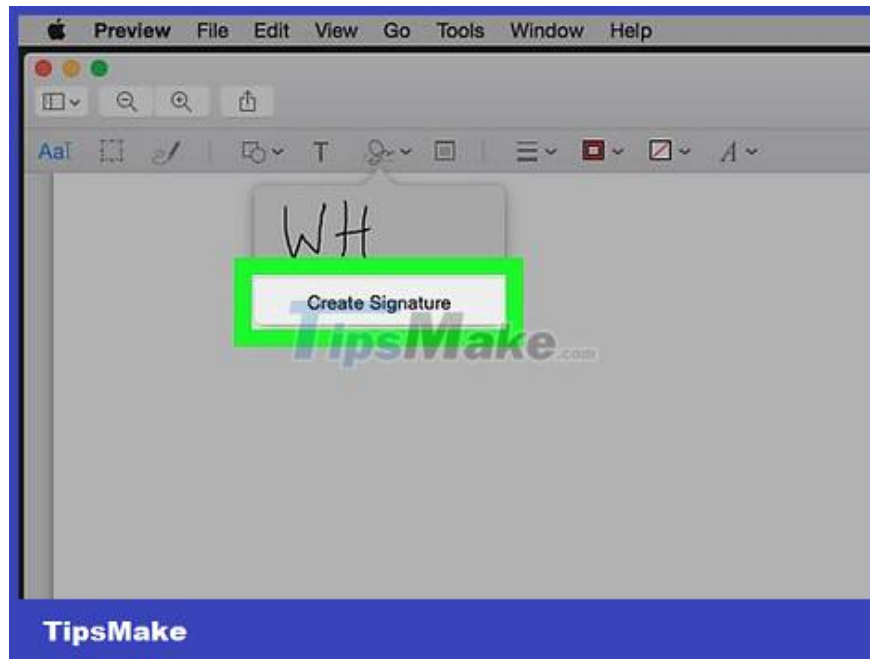 Preview File Edit View Go Tools Window Help
AaI T A
WH
Create Signature
TipsMake.com
TipsMake